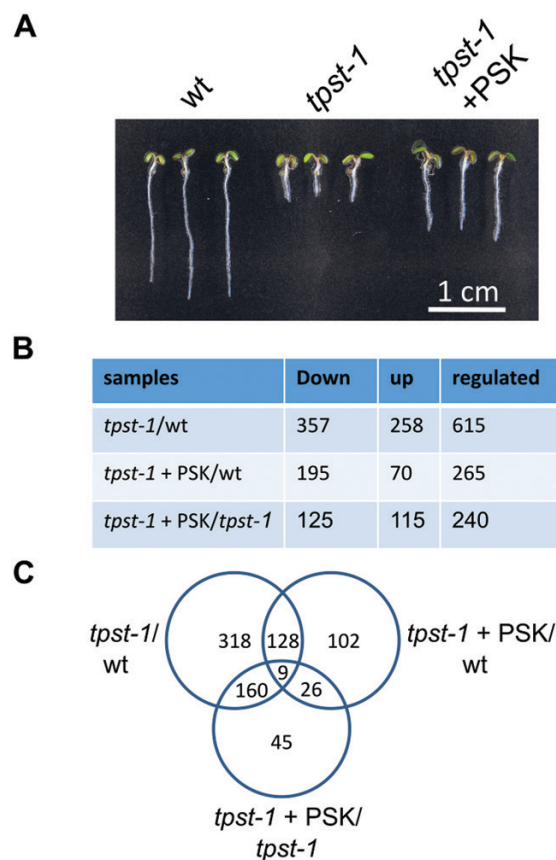 A
wt
tpst-1
tpst-1
+PSK
1 cm
B
samples Down up regulated
tpst-1/wt 357 258 615
tpst-1 + PSK/wt 195 70 265
tpst-1 + PSK/tpst-1 125 115 240
C
tpst-1/
wt
318 128 102
tpst-1 + PSK/
wt
9
160 26
45
tpst-1 + PSK/
tpst-1